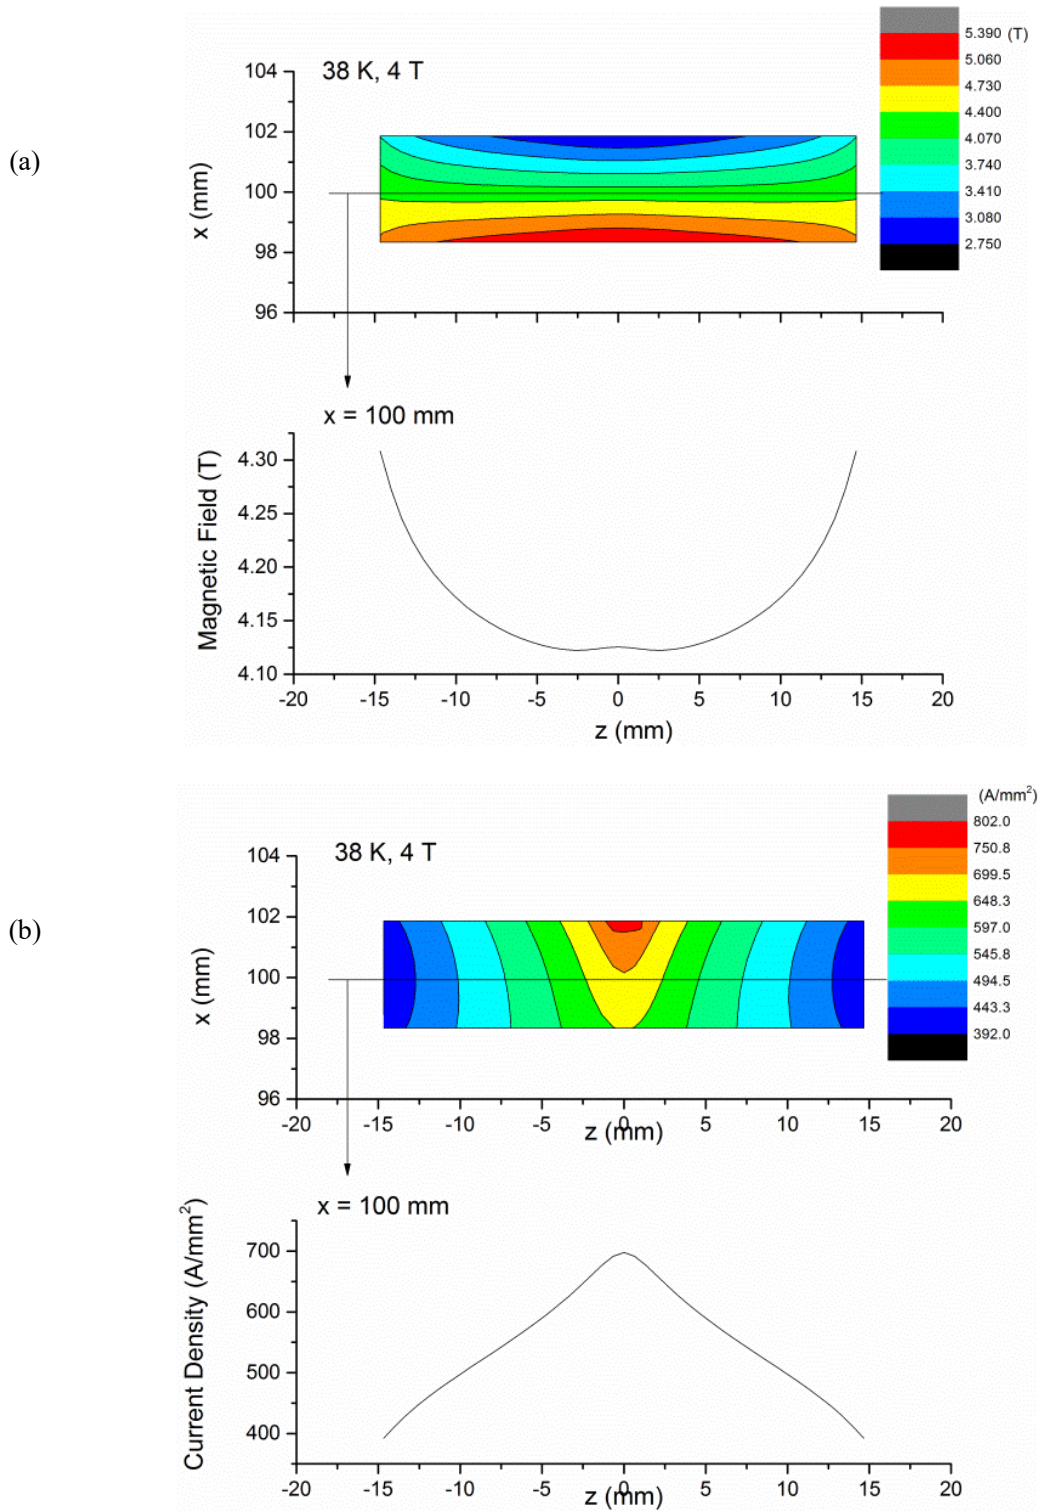 (a)
38 K, 4 T
x (mm)
104
102
100
98
96
5.390 (T)
5.060
4.730
4.400
4.070
3.740
3.410
3.080
2.750
x = 100 mm
Magnetic Field (T)
4.30
4.25
4.20
4.15
4.10
-20 -15 -10 -5 0 5 10 15 20
z (mm)
(b)
38 K, 4 T
x (mm)
104
102
100
98
96
(A/mm²)
802.0
750.8
699.5
648.3
597.0
545.8
494.5
443.3
392.0
-20 -15 -10 -5 0 5 10 15 20
z (mm)
x = 100 mm
Current Density (A/mm²)
700
600
500
400
-20 -15 -10 -5 0 5 10 15 20
z (mm)